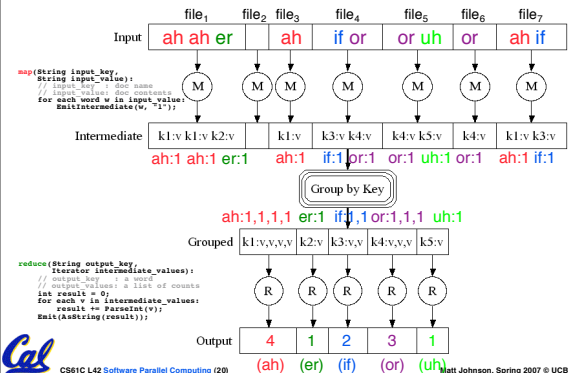 file₁ file₂ file₃ file₄ file₅ file₆ file₇
Input ah ah er ah if or or uh or ah if
map(String input_key,
String input_value):
// input_key : doc name
// input_value: doc contents
for each word w in input_value:
EmitIntermediate(w, "1");
M M M M M M M
Intermediate k1:v k1:v k2:v k1:v k3:v k4:v k4:v k5:v k4:v k1:v k3:v
ah:1 ah:1 er:1 ah:1 if:1 or:1 or:1 uh:1 or:1 ah:1 if:1
Group by Key
ah:1,1,1,1 er:1 if:1,1 or:1,1,1 uh:1
Grouped k1:v,v,v,v k2:v k3:v,v k4:v,v,v k5:v
reduce(String output_key,
Iterator intermediate_values):
// output_key : a word
// output_values: a list of counts
int result = 0;
for each v in intermediate_values:
result += ParseInt(v);
Emit(AsString(result));
R R R R R
Output 4 1 2 3 1
(ah) (er) (if) (or) (uh)
Cal
CS61C L42 Software Parallel Computing (20) Matt Johnson, Spring 2007 © UCB